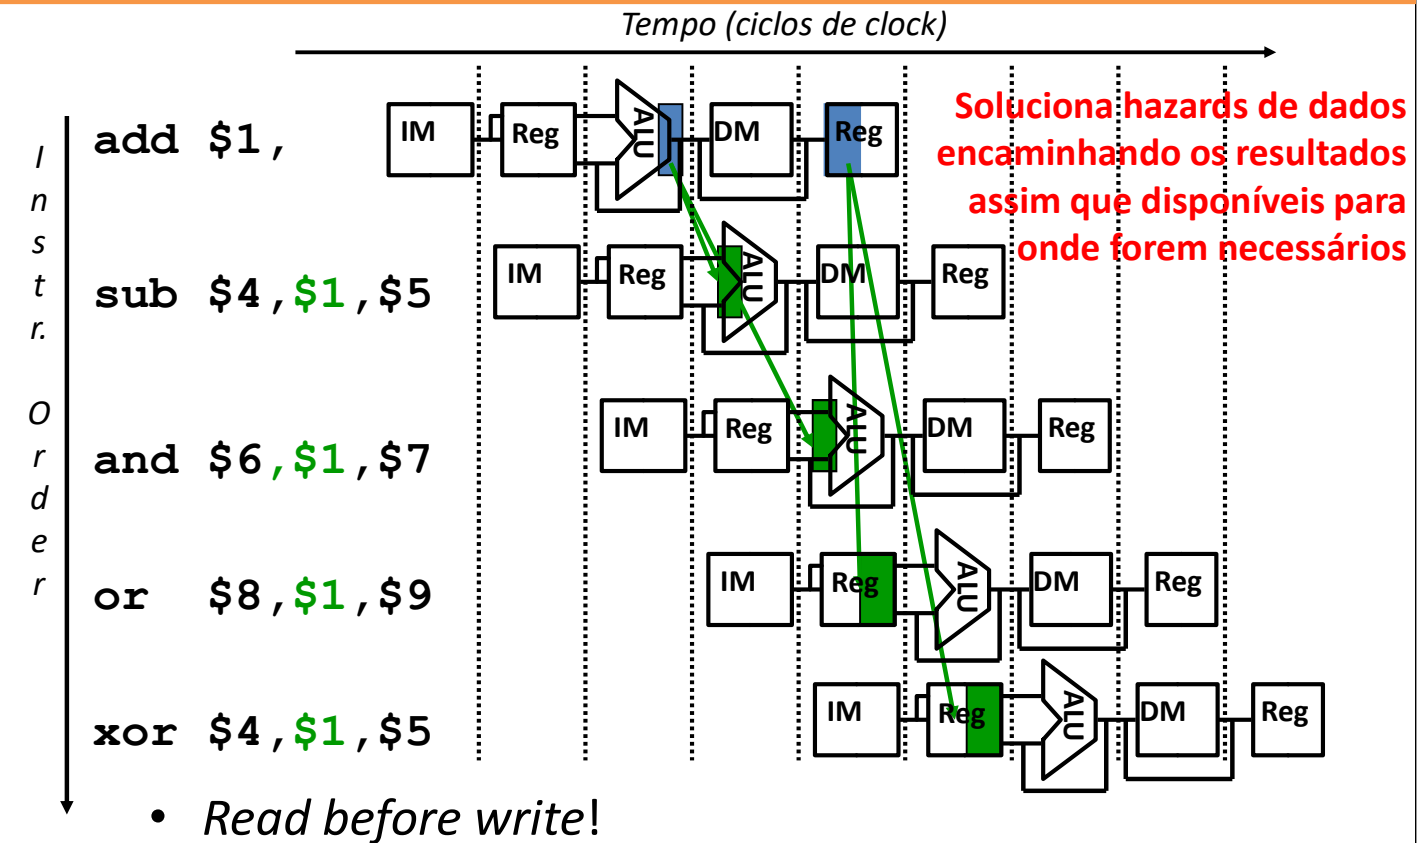 Tempo (ciclos de clock)
Soluciona hazards de dados
encaminhando os resultados
assim que disponíveis para
onde forem necessários
Instr. Order
add $1,
IM Reg ALU DM Reg
sub $4,$1,$5
IM Reg ALU DM Reg
and $6,$1,$7
IM Reg ALU DM Reg
or $8,$1,$9
IM Reg ALU DM Reg
xor $4,$1,$5
IM Reg ALU DM Reg
• Read before write!